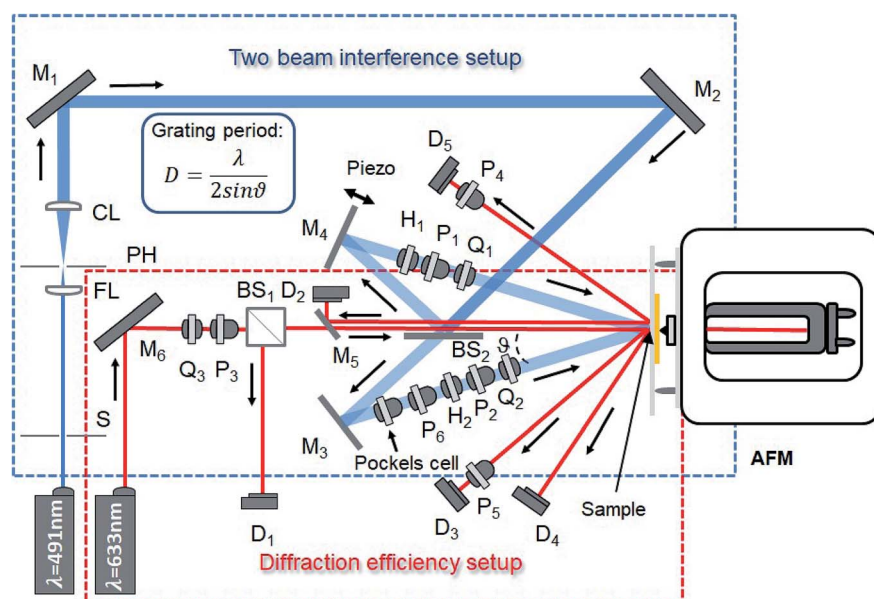 Two beam interference setup
M1
M2
Grating period:
D = λ / 2sinϑ
D5
P4
Piezo
M4
H1
P1
Q1
CL
PH
FL
BS1
D2
M6
Q3
P3
M5
BS2
ϑ
S
M3
P6
H2
P2
Q2
Pockels cell
AFM
D1
D3
P5
D4
Sample
λ=491nm
λ=633nm
Diffraction efficiency setup